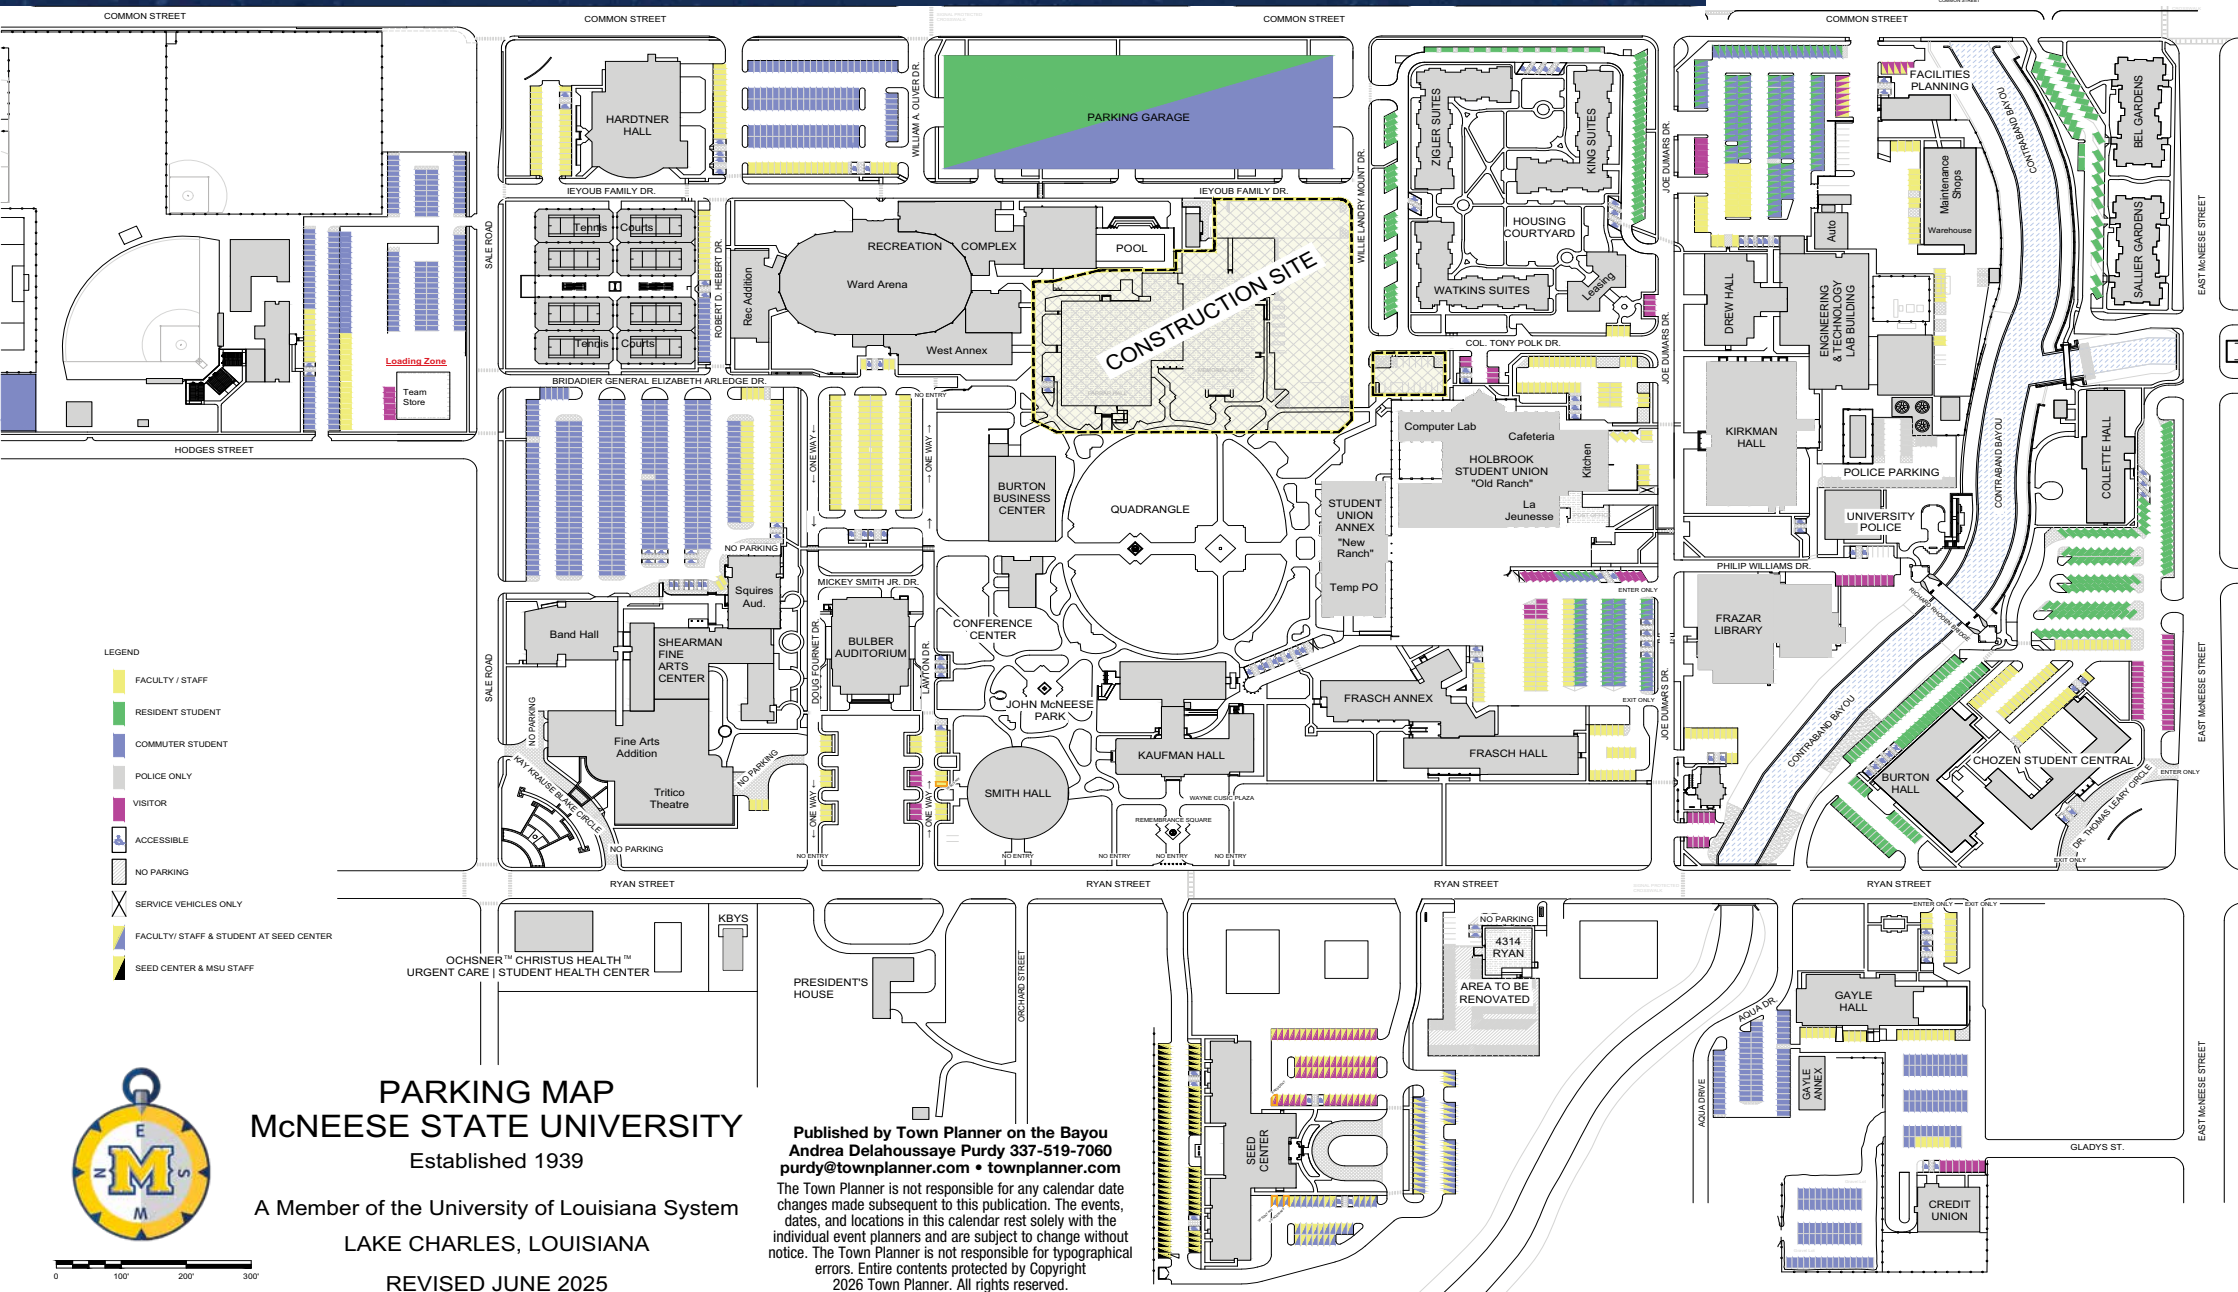 COMMON STREET
COMMON STREET
COMMON STREET
COMMON STREET
COMMON STREET
WILLIAM A. OLIVER DR.
HARDTNER
HALL
PARKING GARAGE
ZIGLER SUITES
KING SUITES
JOE DUMARS DR.
FACILITIES
PLANNING
CONTRABAND BAYOU
BEL GARDENS
Maintenance
Shops
Warehouse
Auto
IEYOUB FAMILY DR.
IEYOUB FAMILY DR.
WILLIE LANDRY MOUNT DR.
HOUSING
COURTYARD
SALLIER GARDENS
EAST McNEESE STREET
SALE ROAD
Tennis Courts
ROBERT D. HEBERT DR.
RECREATION COMPLEX
POOL
Rec Addition
Ward Arena
West Annex
CONSTRUCTION SITE
WATKINS SUITES
Leasing
DREW HALL
ENGINEERING
& TECHNOLOGY
LAB BUILDING
Tennis Courts
COL. TONY POLK DR.
JOE DUMARS DR.
Loading Zone
Team
Store
BRIDADIER GENERAL ELIZABETH ARLEDGE DR.
NO ENTRY
HODGES STREET
← ONE WAY ←
→ ONE WAY →
Computer Lab
Cafeteria
Kitchen
HOLBROOK
STUDENT UNION
"Old Ranch"
La
Jeunesse
KIRKMAN
HALL
POLICE PARKING
CONTRABAND BAYOU
COLLETTE HALL
BURTON
BUSINESS
CENTER
QUADRANGLE
STUDENT
UNION
ANNEX
"New
Ranch"
Temp PO
UNIVERSITY
POLICE
NO PARKING
Squires
Aud.
MICKEY SMITH JR. DR.
PHILIP WILLIAMS DR.
ENTER ONLY
RICHARD RHODEN BRIDGE
Band Hall
SHEARMAN
FINE
ARTS
CENTER
DOUG FOURNET DR.
BULBER
AUDITORIUM
LAWTON DR.
CONFERENCE
CENTER
FRAZAR
LIBRARY
LEGEND
FACULTY / STAFF
RESIDENT STUDENT
COMMUTER STUDENT
POLICE ONLY
VISITOR
ACCESSIBLE
NO PARKING
SERVICE VEHICLES ONLY
FACULTY/ STAFF & STUDENT AT SEED CENTER
SEED CENTER & MSU STAFF
SALE ROAD
NO PARKING
KAY KRAUSE BLAKE CIRCLE
NO PARKING
Fine Arts
Addition
Tritico
Theatre
NO PARKING
← ONE WAY ←
→ ONE WAY →
NO ENTRY
JOHN McNEESE
PARK
SMITH HALL
KAUFMAN HALL
WAYNE CUSIC PLAZA
REMEMBRANCE SQUARE
NO ENTRY
NO ENTRY
NO ENTRY
NO ENTRY
FRASCH ANNEX
FRASCH HALL
EXIT ONLY
JOE DUMARS DR.
CONTRABAND BAYOU
BURTON
HALL
CHOZEN STUDENT CENTRAL
ENTER ONLY
DR. THOMAS LEARY CIRCLE
EXIT ONLY
EAST McNEESE STREET
RYAN STREET
RYAN STREET
RYAN STREET
RYAN STREET
OCHSNER™ CHRISTUS HEALTH™
URGENT CARE | STUDENT HEALTH CENTER
KBYS
PRESIDENT'S
HOUSE
ORCHARD STREET
NO PARKING
4314
RYAN
AREA TO BE
RENOVATED
ENTER ONLY
EXIT ONLY
GAYLE
HALL
AQUA DR.
GAYLE
ANNEX
AQUA DRIVE
EAST McNEESE STREET
GLADYS ST.
SEED
CENTER
CREDIT
UNION
E
N
S
W
M
0 100' 200' 300'
PARKING MAP
McNEESE STATE UNIVERSITY
Established 1939
A Member of the University of Louisiana System
LAKE CHARLES, LOUISIANA
REVISED JUNE 2025
Published by Town Planner on the Bayou
Andrea Delahoussaye Purdy 337-519-7060
purdy@townplanner.com • townplanner.com
The Town Planner is not responsible for any calendar date
changes made subsequent to this publication. The events,
dates, and locations in this calendar rest solely with the
individual event planners and are subject to change without
notice. The Town Planner is not responsible for typographical
errors. Entire contents protected by Copyright
2026 Town Planner. All rights reserved.